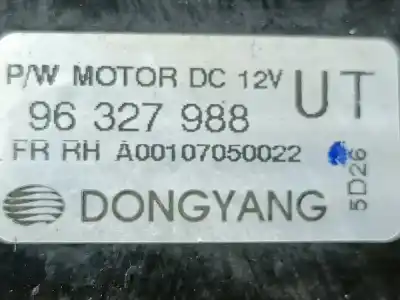 P/W MOTOR DC 12V UT
96 327 988
FR RH A00107050022
5D26
DONGYANG